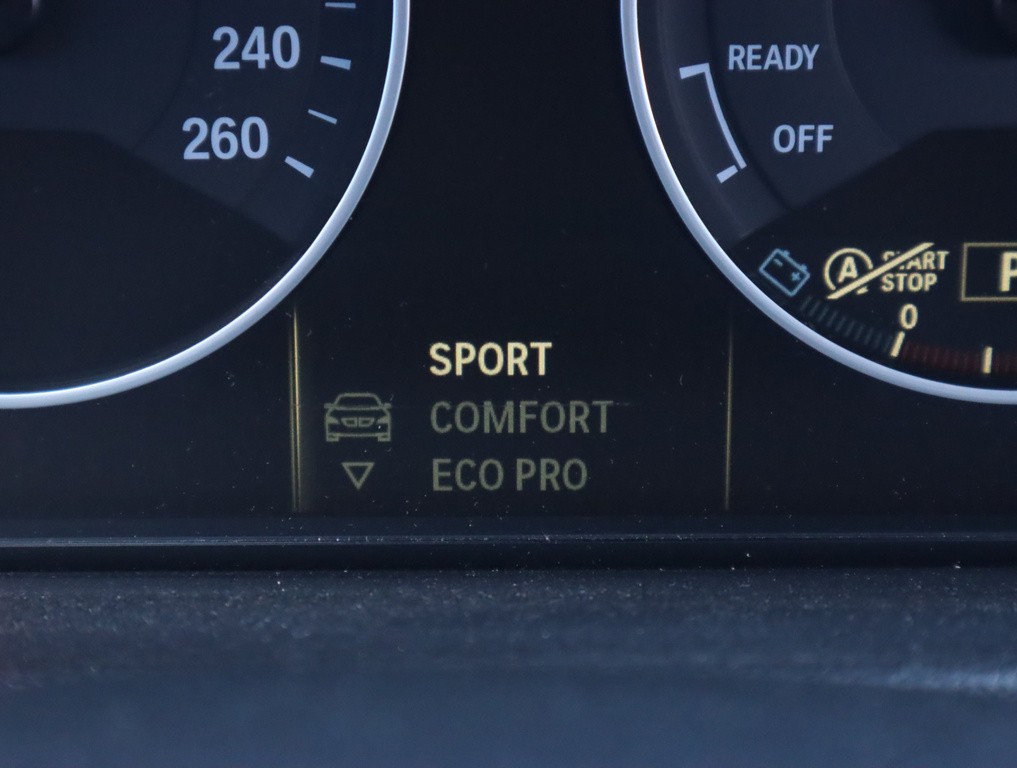 240
260
READY
OFF
A START
STOP
P
0
SPORT
COMFORT
ECO PRO